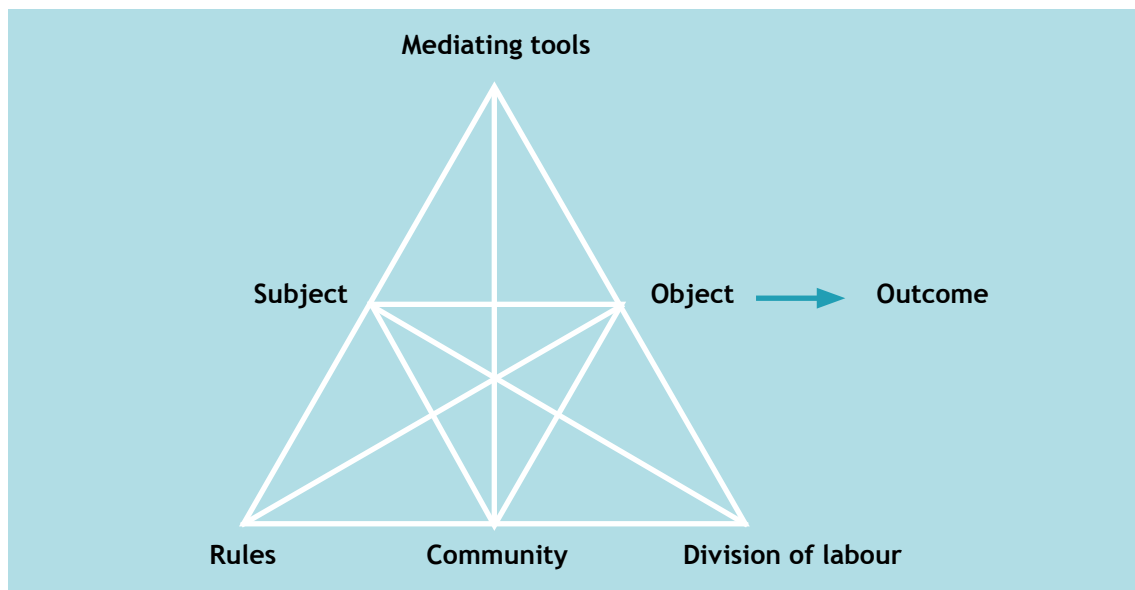 Mediating tools
Subject
Object
Outcome
Rules
Community
Division of labour